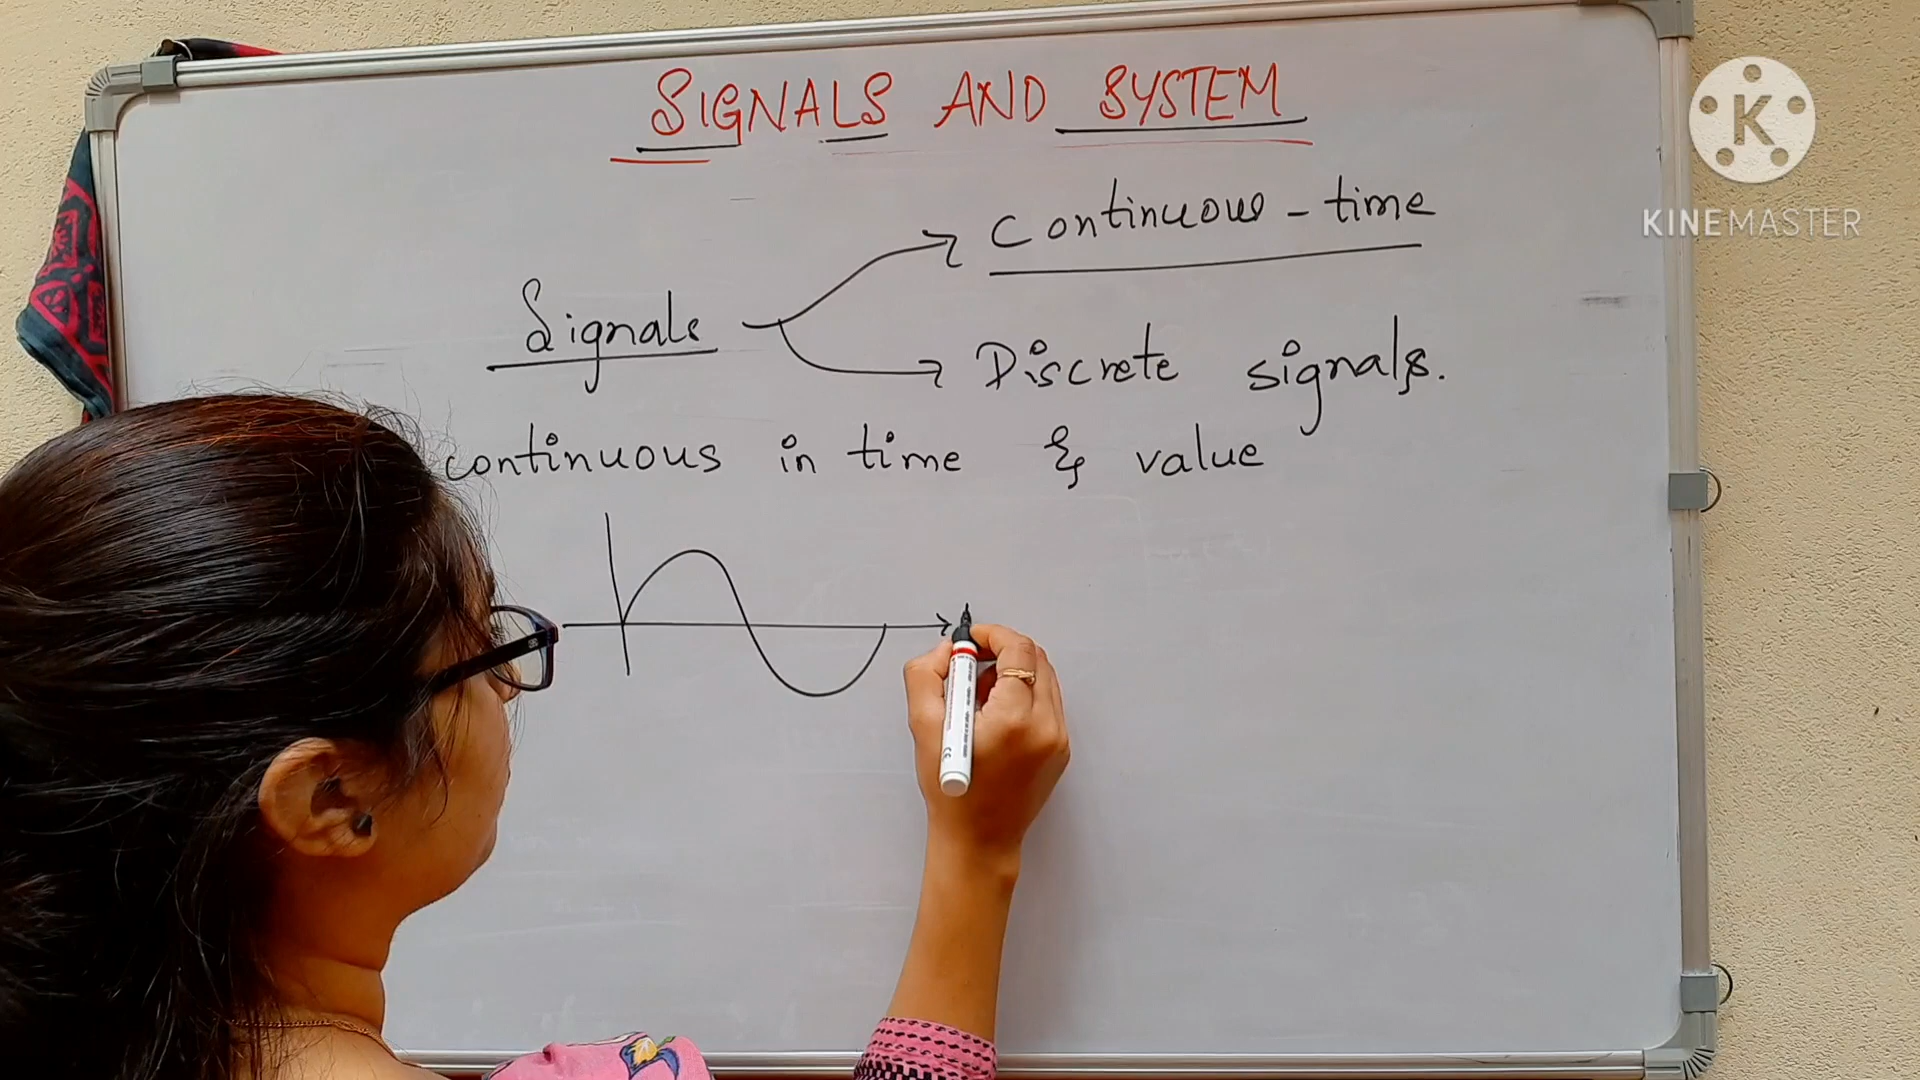 SIGNALS AND SYSTEM
Continuous - time
Signals
Discrete signals.
continuous in time & value
K
KINEMASTER